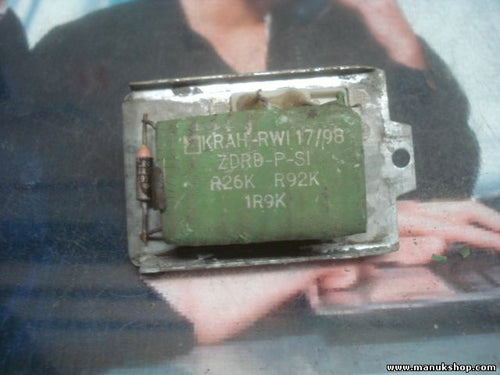 KRAH-RWI 17/98
ZDRD-P-SI
R26K R92K
1R9K
www.manukshop.com